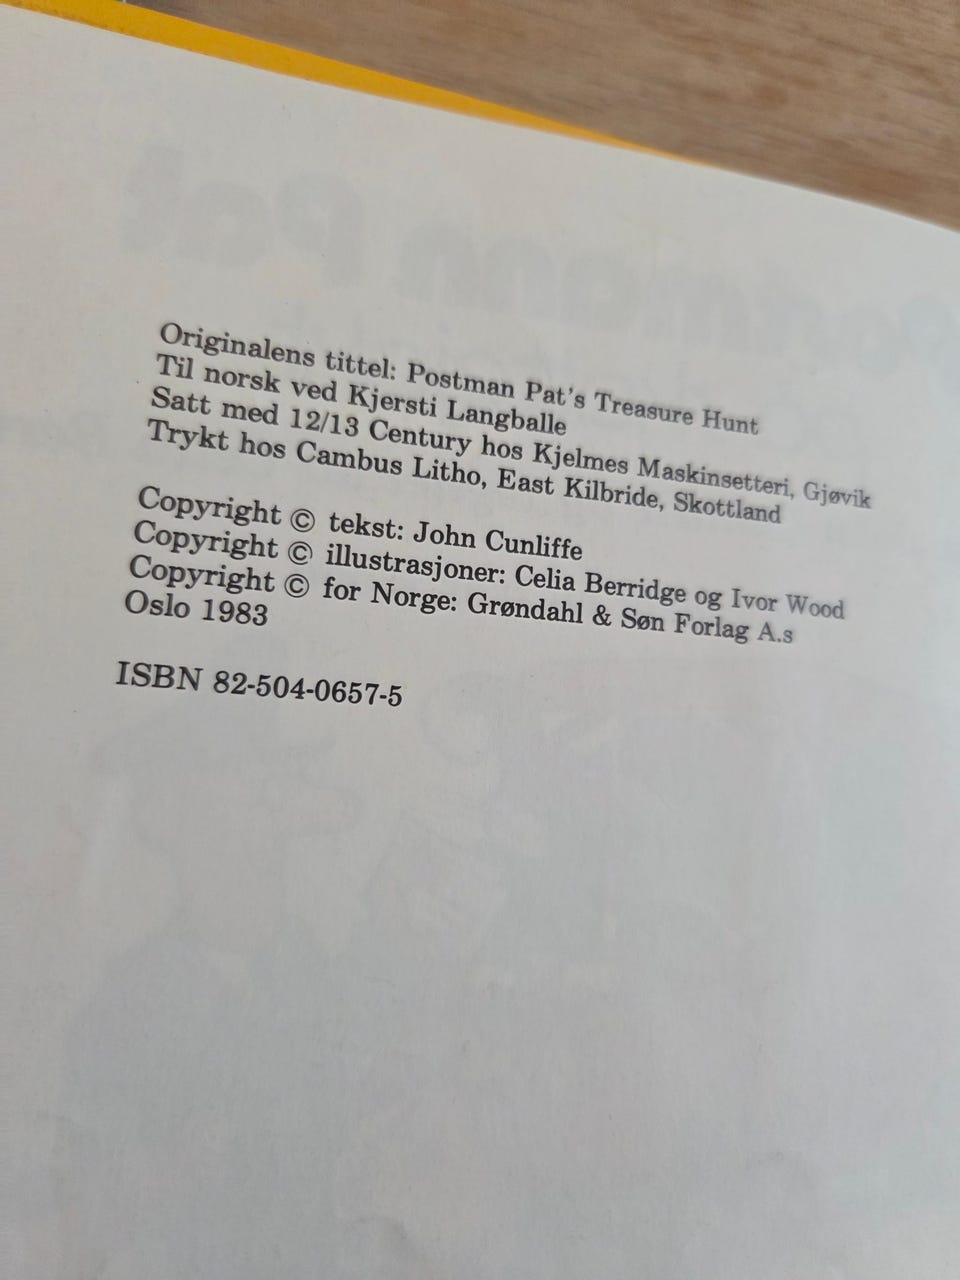 Originalens tittel: Postman Pat's Treasure Hunt
Til norsk ved Kjersti Langballe
Satt med 12/13 Century hos Kjelmes Maskinsetteri, Gjøvik
Trykt hos Cambus Litho, East Kilbride, Skottland
Copyright © tekst: John Cunliffe
Copyright © illustrasjoner: Celia Berridge og Ivor Wood
Copyright © for Norge: Grøndahl & Søn Forlag A.s
Oslo 1983
ISBN 82-504-0657-5